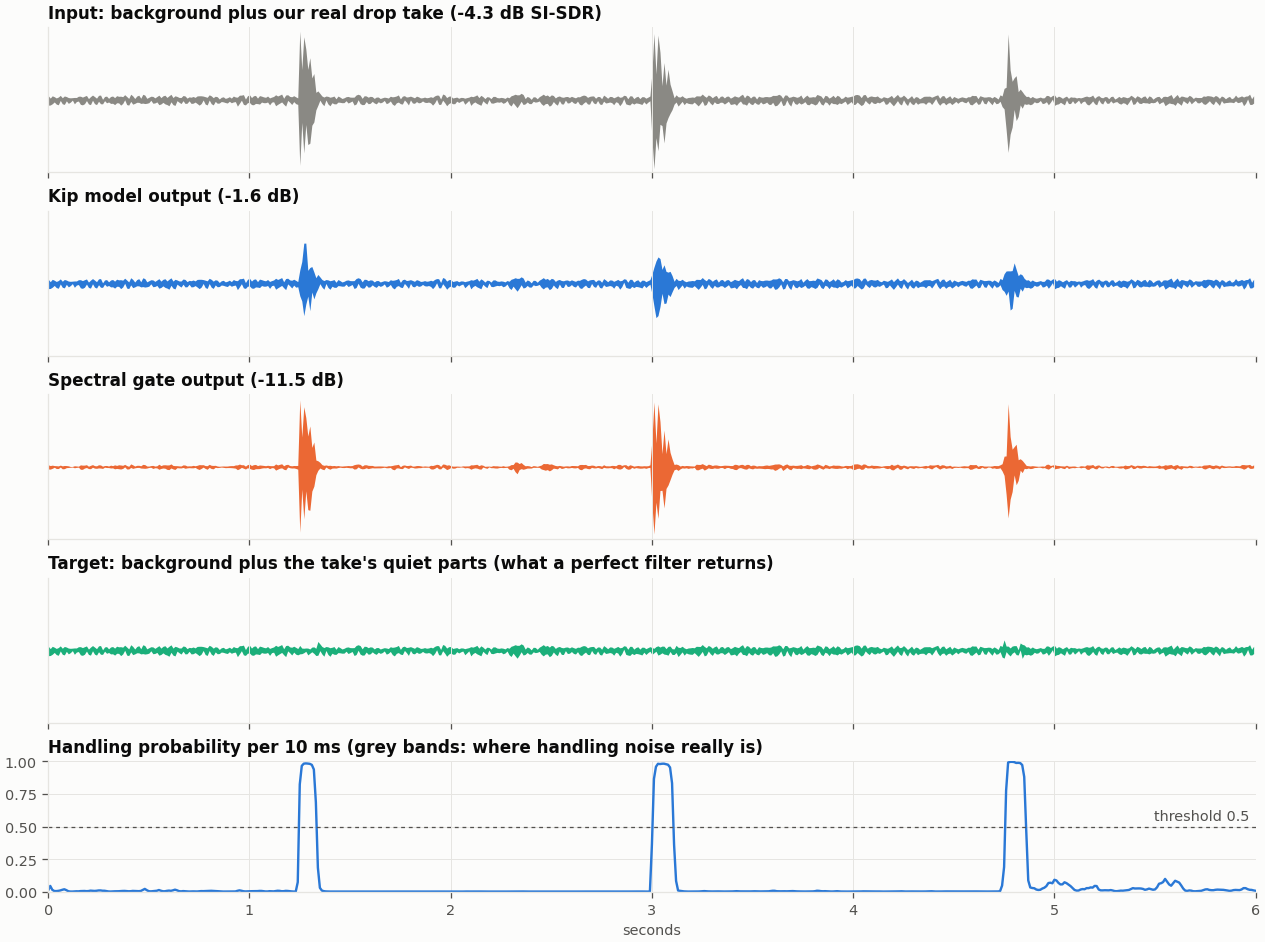 Input: background plus our real drop take (-4.3 dB SI-SDR)
Kip model output (-1.6 dB)
Spectral gate output (-11.5 dB)
Target: background plus the take's quiet parts (what a perfect filter returns)
Handling probability per 10 ms (grey bands: where handling noise really is)
1.00
0.75
threshold 0.5
0.50
0.25
0.00
0 1 2 3 4 5 6
seconds